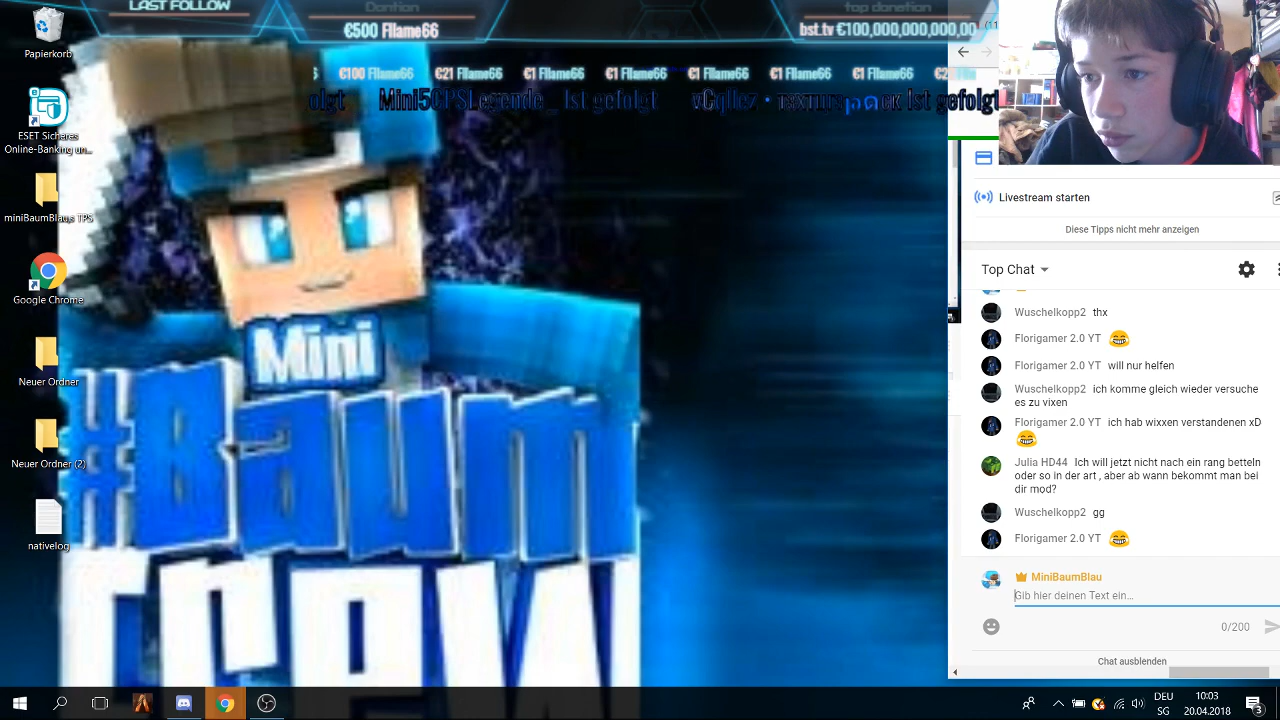 LAST FOLLOW
Dontion
top donetion
€500 Fllame66
bst.tv €100,000,000,000,00
€100 Fllame66 €21 Fllame66 €1 Fllame66 €1 Fllame66 €1 Fllame66 €1 Fllame66 €1 Fllame66
olgt Mini5CPSLegende ist gefolgt
ist gefolgt
Papierkorb
ESET Sicheres
Online-Banking un...
miniBaumBlaus TPS
Google Chrome
Neuer Ordner
Neuer Ordner (2)
nativelog
Mini
#Baum
Crew
Livestream starten
Diese Tipps nicht mehr anzeigen
Top Chat
Wuschelkopp2 thx
Florigamer 2.0 YT 😂
Florigamer 2.0 YT will nur helfen
Wuschelkopp2 ich komme gleich wieder versuche
es zu vixen
Florigamer 2.0 YT ich hab wixxen verstandenen xD
😂
Julia HD44 Ich will jetzt nicht nach ein rang betteln
oder so in der art , aber ab wann bekommt man bei
dir mod?
Wuschelkopp2 gg
Florigamer 2.0 YT 😂
MiniBaumBlau
Gib hier deinen Text ein...
0/200
Chat ausblenden
DEU
SG
10:03
20.04.2018
3